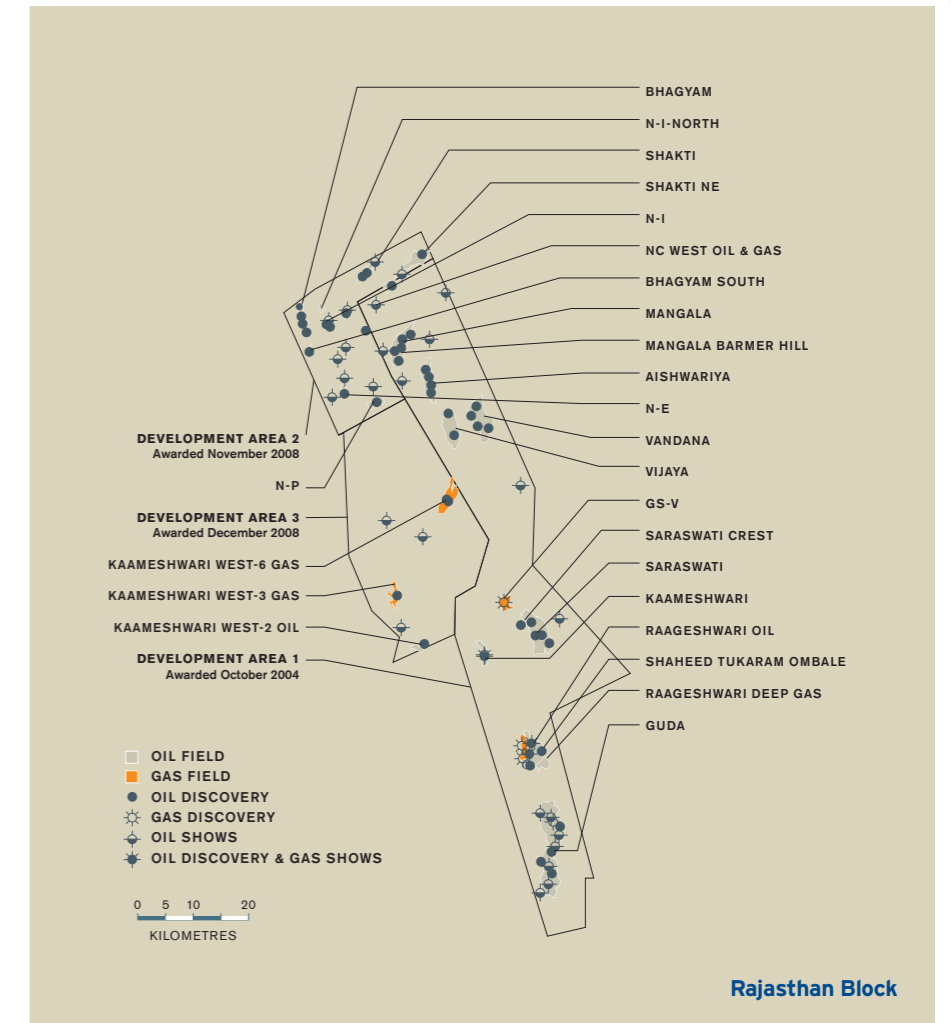 BHAGYAM
N-I-NORTH
SHAKTI
SHAKTI NE
N-I
NC WEST OIL & GAS
BHAGYAM SOUTH
MANGALA
MANGALA BARMER HILL
AISHWARIYA
N-E
VANDANA
VIJAYA
GS-V
SARASWATI CREST
SARASWATI
KAAMESHWARI
RAAGESHWARI OIL
SHAHEED TUKARAM OMBALE
RAAGESHWARI DEEP GAS
GUDA
DEVELOPMENT AREA 2
Awarded November 2008
N-P
DEVELOPMENT AREA 3
Awarded December 2008
KAAMESHWARI WEST-6 GAS
KAAMESHWARI WEST-3 GAS
KAAMESHWARI WEST-2 OIL
DEVELOPMENT AREA 1
Awarded October 2004
OIL FIELD
GAS FIELD
OIL DISCOVERY
GAS DISCOVERY
OIL SHOWS
OIL DISCOVERY & GAS SHOWS
0 5 10 20
KILOMETRES
Rajasthan Block